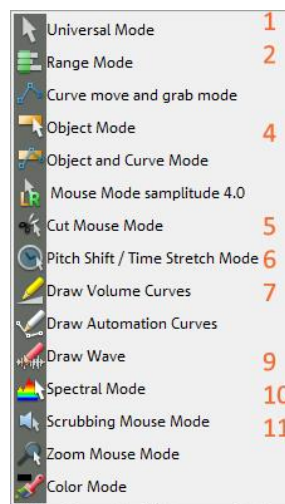 Universal Mode 1
Range Mode 2
Curve move and grab mode
Object Mode 4
Object and Curve Mode
LR Mouse Mode samplitude 4.0
Cut Mouse Mode 5
Pitch Shift / Time Stretch Mode 6
Draw Volume Curves 7
Draw Automation Curves
Draw Wave 9
Spectral Mode 10
Scrubbing Mouse Mode 11
Zoom Mouse Mode
Color Mode